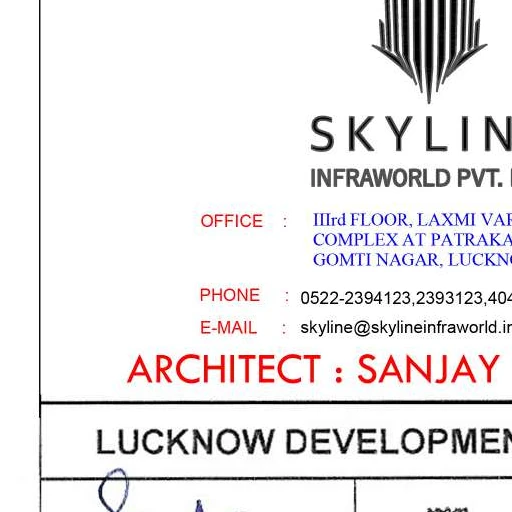 SKYLIN
INFRAWORLD PVT.
OFFICE : IIIrd FLOOR, LAXMI VAR
COMPLEX AT PATRAKA
GOMTI NAGAR, LUCKN
PHONE : 0522-2394123,2393123,404
E-MAIL : skyline@skylineinfraworld.in
ARCHITECT : SANJAY
LUCKNOW DEVELOPMEN